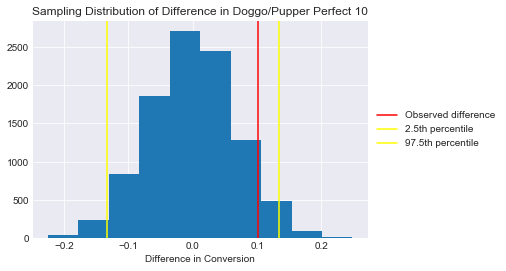 Sampling Distribution of Difference in Doggo/Pupper Perfect 10
2500
2000
1500
1000
500
0
−0.2 −0.1 0.0 0.1 0.2
Difference in Conversion
Observed difference
2.5th percentile
97.5th percentile